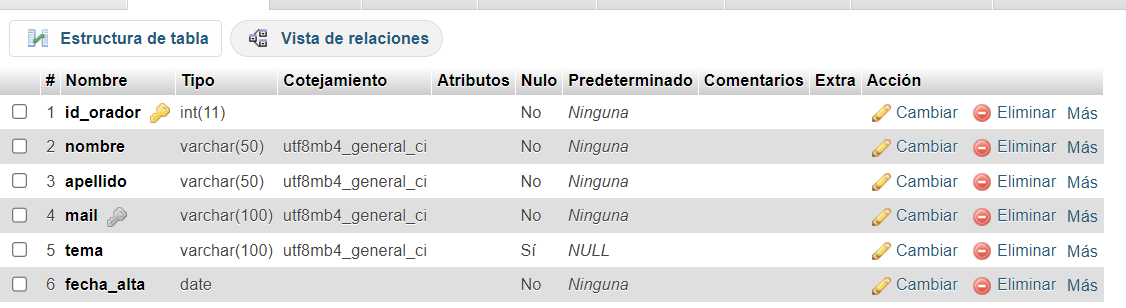 Estructura de tabla Vista de relaciones
# Nombre Tipo Cotejamiento Atributos Nulo Predeterminado Comentarios Extra Acción
1 id_orador int(11) No Ninguna Cambiar Eliminar Más
2 nombre varchar(50) utf8mb4_general_ci No Ninguna Cambiar Eliminar Más
3 apellido varchar(50) utf8mb4_general_ci No Ninguna Cambiar Eliminar Más
4 mail varchar(100) utf8mb4_general_ci No Ninguna Cambiar Eliminar Más
5 tema varchar(100) utf8mb4_general_ci Sí NULL Cambiar Eliminar Más
6 fecha_alta date No Ninguna Cambiar Eliminar Más